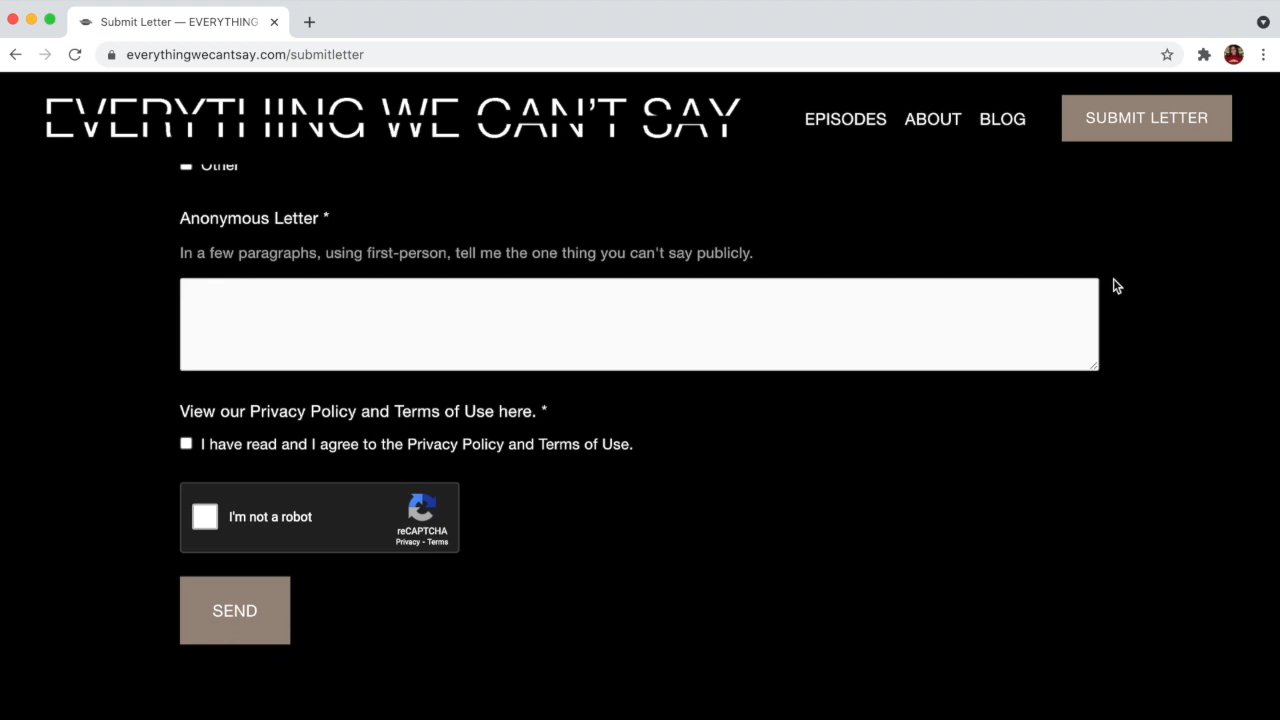 Submit Letter — EVERYTHING
everythingwecantsay.com/submitletter
EVERYTHING WE CAN'T SAY
EPISODES ABOUT BLOG SUBMIT LETTER
Other
Anonymous Letter *
In a few paragraphs, using first-person, tell me the one thing you can't say publicly.
View our Privacy Policy and Terms of Use here. *
I have read and I agree to the Privacy Policy and Terms of Use.
I'm not a robot
reCAPTCHA
Privacy - Terms
SEND